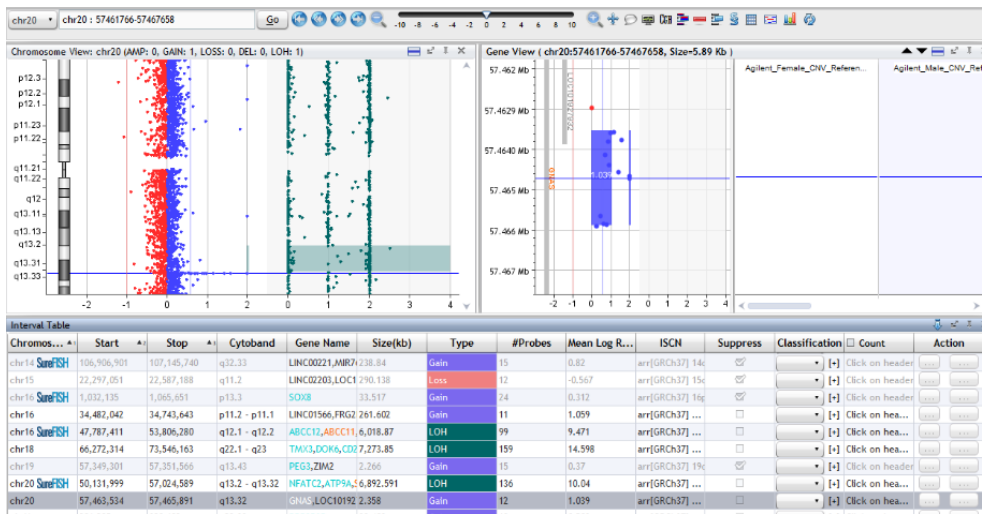 chr20 chr20 : 57461766-57467658 Go -10 -8 -6 -4 -2 0 2 4 6 8 10
Chromosome View: chr20 (AMP: 0, GAIN: 1, LOSS: 0, DEL: 0, LOH: 1)
p12.3
p12.2
p12.1
p11.23
p11.22
q11.21
q11.22
q12
q13.11
q13.13
q13.2
q13.31
q13.33
-2 -1 0 1 2 0 1 2 3 4
Gene View ( chr20:57461766-57467658, Size=5.89 Kb )
57.462 Mb
57.4629 Mb
57.4640 Mb
57.465 Mb
57.466 Mb
57.467 Mb
GNAS
1.039
-2 -1 0 1 2 0 1 2 3 4
Agilent_Female_CNV_Referen... Agilent_Male_CNV_Ref
Interval Table
Chromos... Start Stop Cytoband Gene Name Size(kb) Type #Probes Mean Log R... ISCN Suppress Classification Count Action
chr14 SureFISH 106,906,901 107,145,740 q32.33 LINC00221,MIR7 238.84 Gain 15 0.82 arr[GRCh37] 14 [+] Click on header
chr15 22,297,051 22,587,188 q11.2 LINC02203,LOC1 290.138 Loss 12 -0.567 arr[GRCh37] 15 [+] Click on header
chr16 SureFISH 1,032,135 1,065,651 p13.3 SOX8 33.517 Gain 24 0.312 arr[GRCh37] 16p [+] Click on header
chr16 34,482,042 34,743,643 p11.2 - p11.1 LINC01566,FRG2 261.602 Gain 11 1.059 arr[GRCh37] ... [+] Click on hea...
chr16 SureFISH 47,787,411 53,806,280 q12.1 - q12.2 ABCC12,ABCC11, 6,018.87 LOH 99 9.471 arr[GRCh37] ... [+] Click on hea...
chr18 66,272,314 73,546,163 q22.1 - q23 TMX3,DOK6,CD 7,273.85 LOH 159 14.598 arr[GRCh37] ... [+] Click on hea...
chr19 57,349,301 57,351,566 q13.43 PEG3,ZIM2 2.266 Gain 15 0.37 arr[GRCh37] 19 [+] Click on header
chr20 SureFISH 50,131,999 57,024,589 q13.2 - q13.32 NFATC2,ATP9A, 6,892.591 LOH 136 10.04 arr[GRCh37] ... [+] Click on hea...
chr20 57,463,534 57,465,891 q13.32 GNAS,LOC10192 2.358 Gain 12 1.039 arr[GRCh37] ... [+] Click on hea...